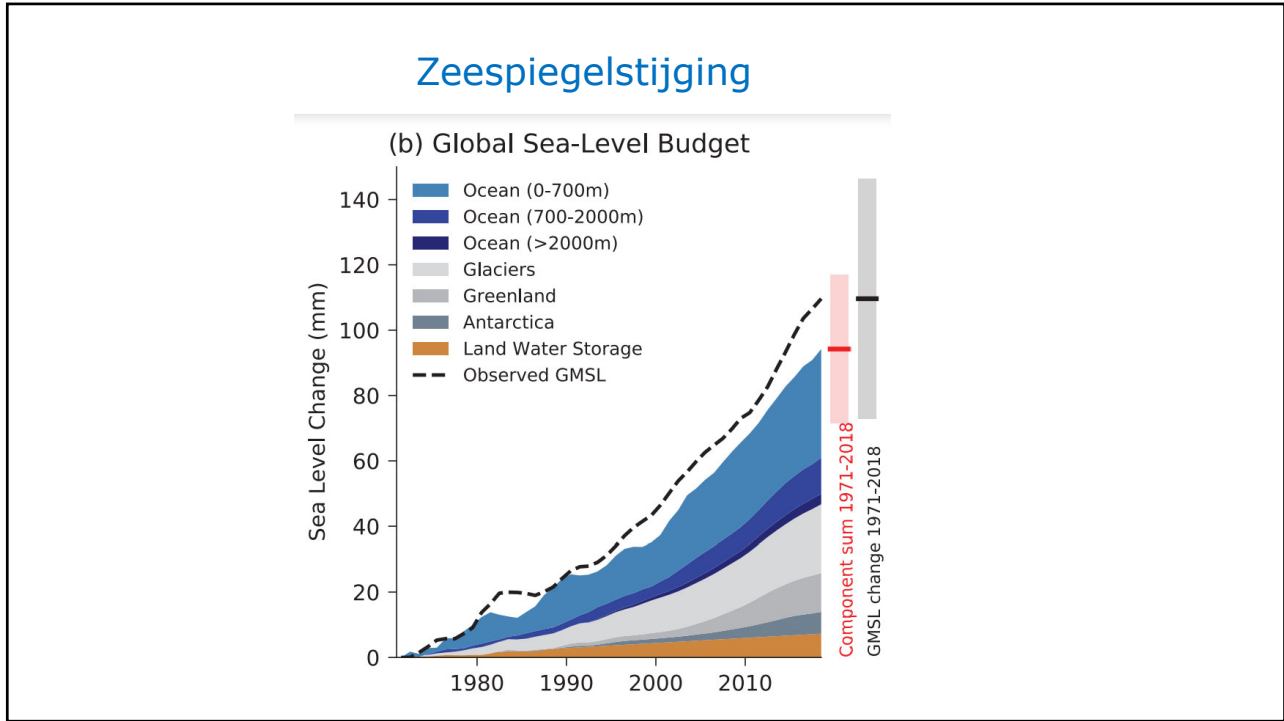 Zeespiegelstijging
(b) Global Sea-Level Budget
Ocean (0-700m)
Ocean (700-2000m)
Ocean (>2000m)
Glaciers
Greenland
Antarctica
Land Water Storage
Observed GMSL
Sea Level Change (mm)
140
120
100
80
60
40
20
0
1980
1990
2000
2010
Component sum 1971-2018
GMSL change 1971-2018